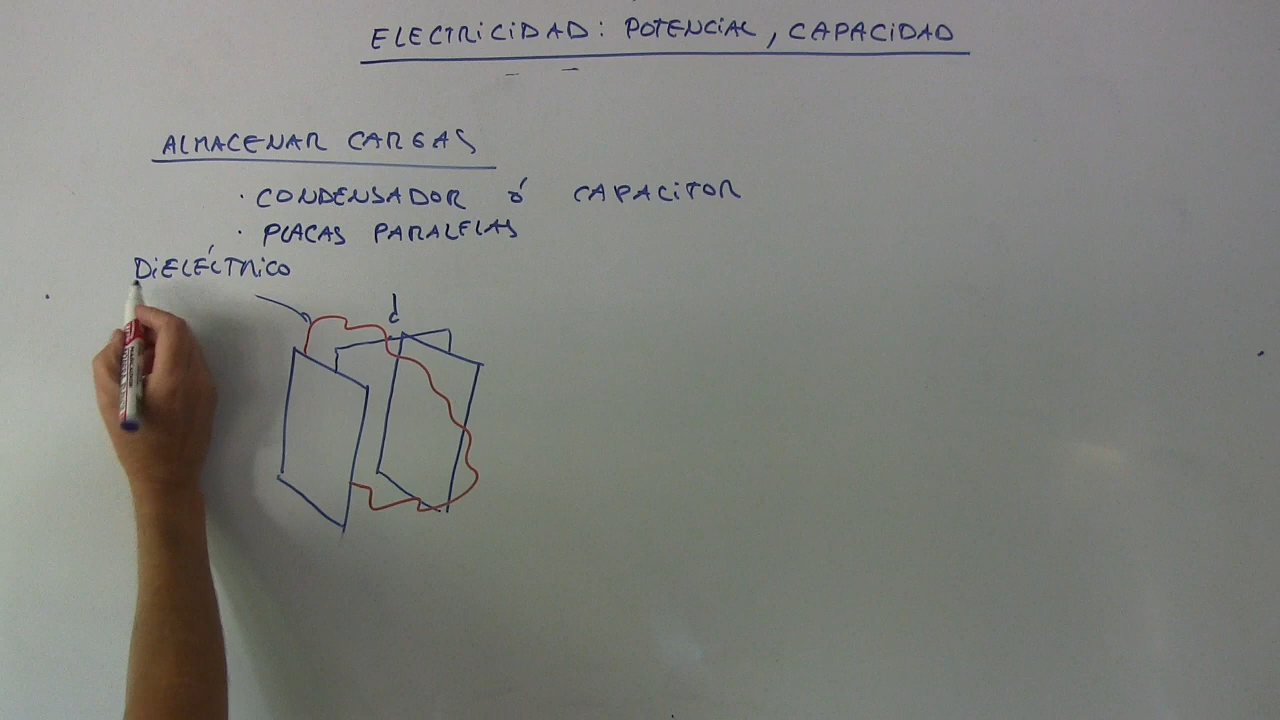 ELECTRICIDAD: POTENCIAL, CAPACIDAD
ALMACENAR CARGAS
· CONDENSADOR ó CAPACITOR
· PLACAS PARALELAS
DIELÉCTRICO
d